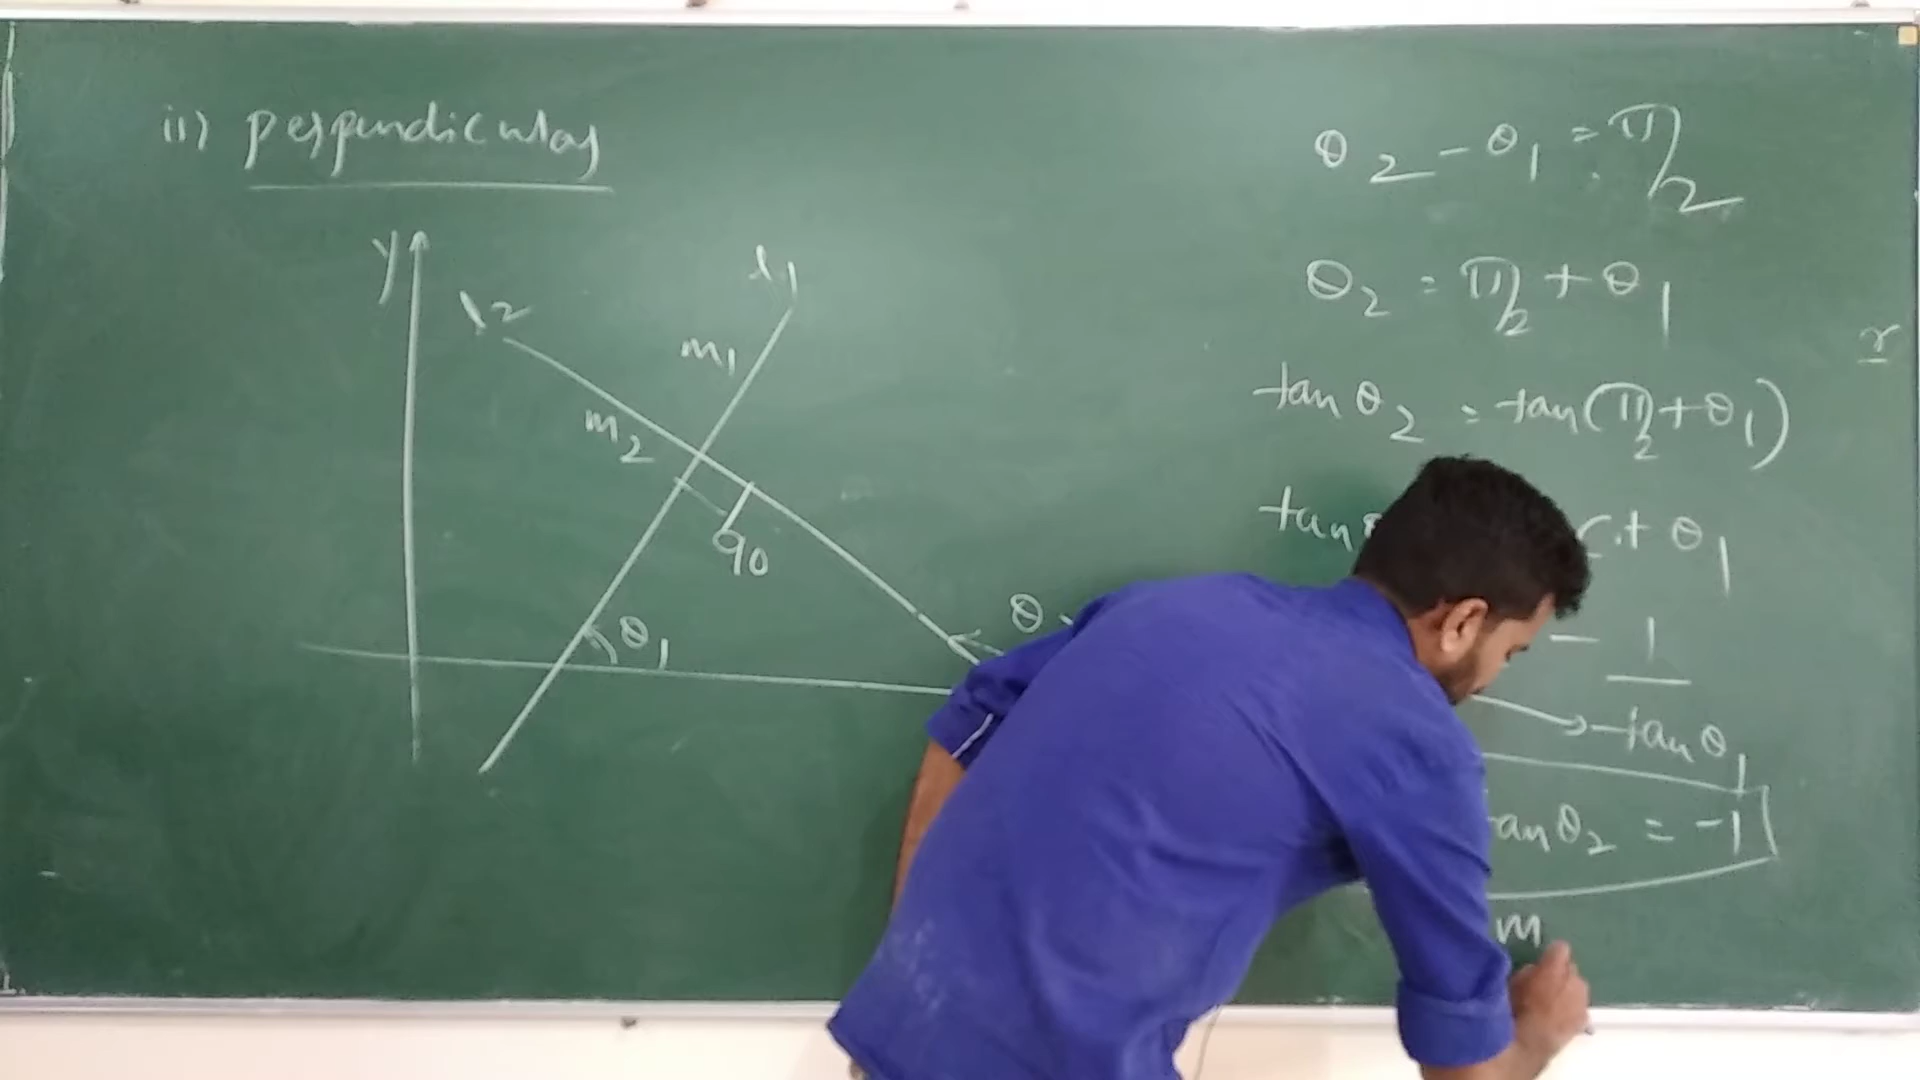 ii) perpendicular
y
l2
l1
m1
m2
90
θ1
θ
θ2 - θ1 = π/2
θ2 = π/2 + θ1
r
tan θ2 = tan(π/2 + θ1)
tan
+ θ1
- 1
tan θ1
an θ2 = -1
m